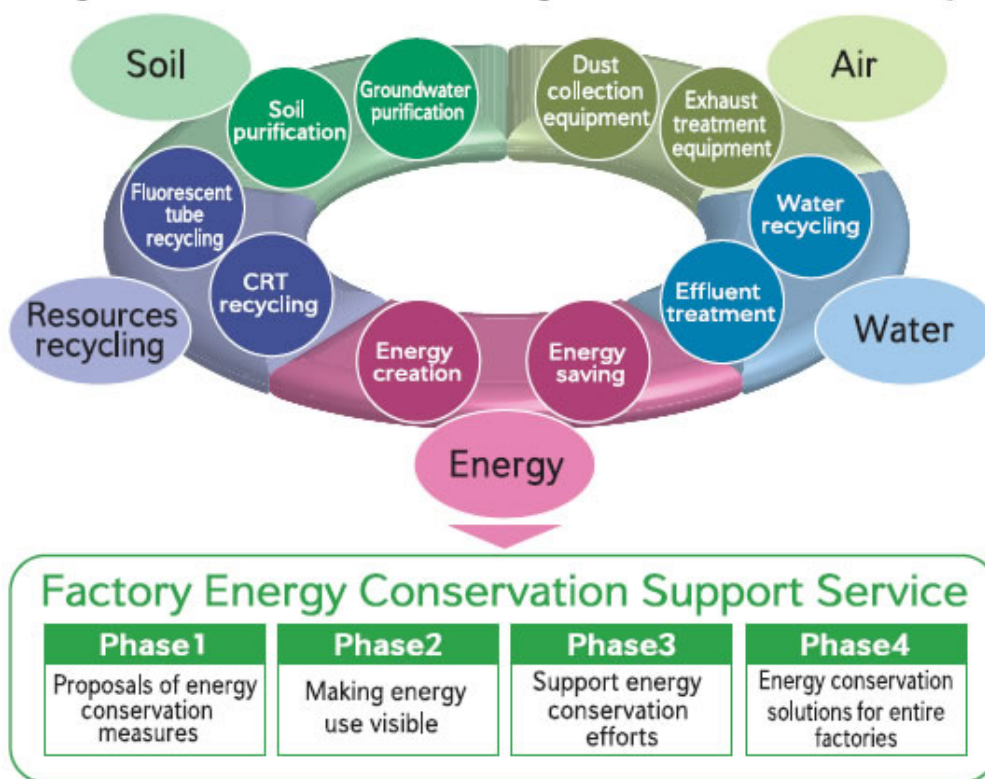 Soil
Air
Soil
purification
Groundwater
purification
Dust
collection
equipment
Exhaust
treatment
equipment
Fluorescent
tube
recycling
Water
recycling
CRT
recycling
Effluent
treatment
Resources
recycling
Water
Energy
creation
Energy
saving
Energy
Factory Energy Conservation Support Service
Phase1
Proposals of energy
conservation
measures
Phase2
Making energy
use visible
Phase3
Support energy
conservation
efforts
Phase4
Energy conservation
solutions for entire
factories